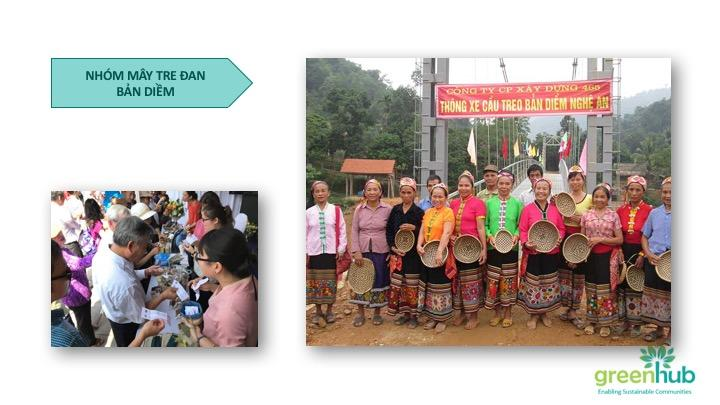 NHÓM MÂY TRE ĐAN
BẢN DIỀM
CÔNG TY CP XÂY DỰNG 465
THÔNG XE CẦU TREO BẢN DIỀM NGHỆ AN
greenhub
Enabling Sustainable Communities